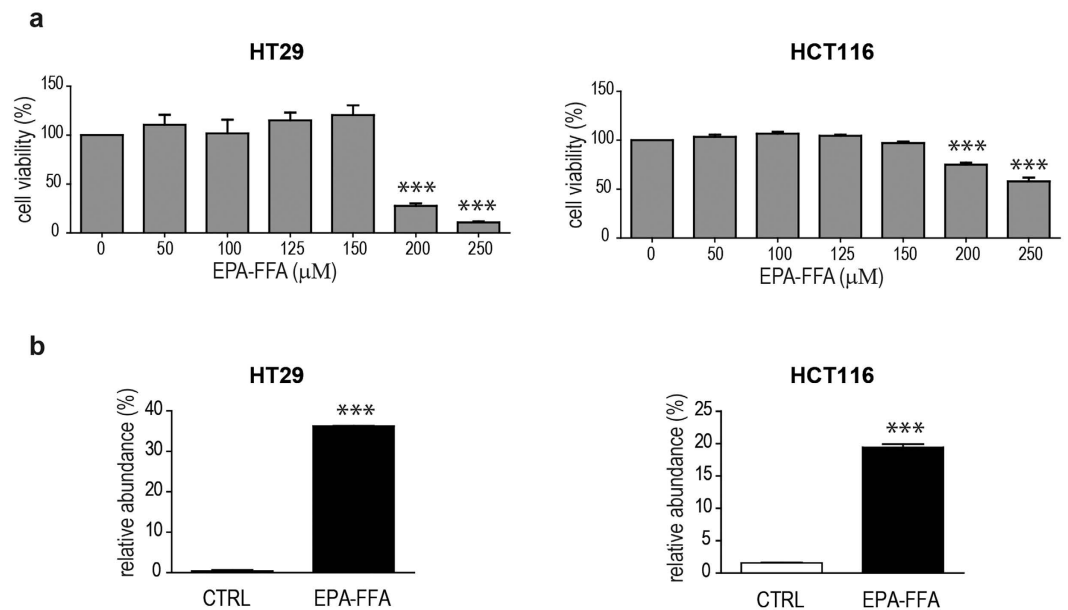 a
HT29
cell viability (%)
150
100
50
0
*** ***
0 50 100 125 150 200 250
EPA-FFA (μM)
HCT116
cell viability (%)
150
100
50
0
*** ***
0 50 100 125 150 200 250
EPA-FFA (μM)
b
HT29
relative abundance (%)
40
30
20
10
0
***
CTRL EPA-FFA
HCT116
relative abundance (%)
25
20
15
10
5
0
***
CTRL EPA-FFA